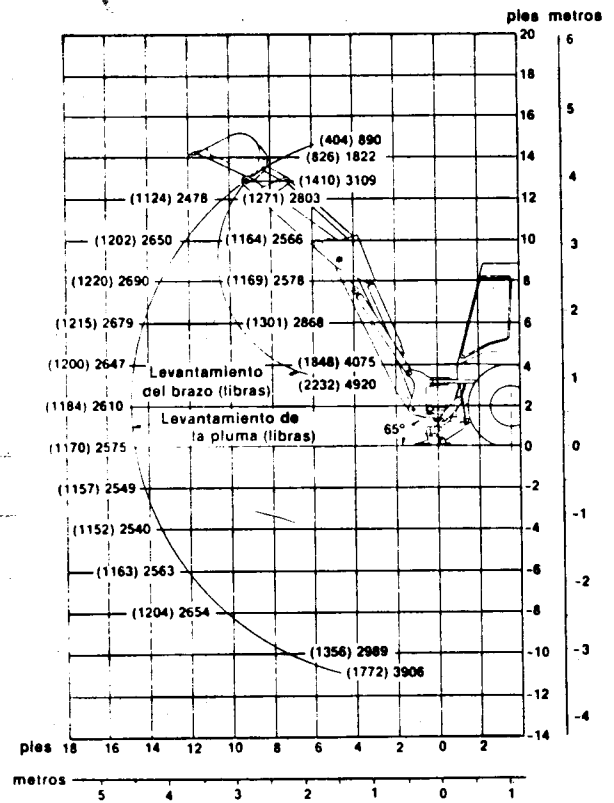 pies metros
20 6
18
16 5
(404) 890
14 (826) 1822
4
(1410) 3109
(1124) 2478 (1271) 2803 12
(1202) 2650 (1164) 2566 10 3
(1220) 2690 (1169) 2578 8
2
(1215) 2679 (1301) 2868 6
(1200) 2647 (1848) 4075 4
Levantamiento (2232) 4920 1
del brazo (libras)
(1184) 2610 2
Levantamiento de
la pluma (libras) 65°
(1170) 2575 0 0
(1157) 2549 -2
(1152) 2540 -4 -1
(1163) 2563 -6
-2
(1204) 2654 -8
(1356) 2989 -10 -3
(1772) 3906
-12
-4
-14
pies 18 16 14 12 10 8 6 4 2 0 2
metros
5 4 3 2 1 0 1